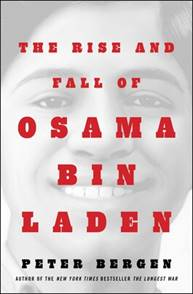 THE RISE AND
FALL OF
OSAMA
BIN
LADEN
PETER BERGEN
AUTHOR OF THE NEW YORK TIMES BESTSELLER THE LONGEST WAR